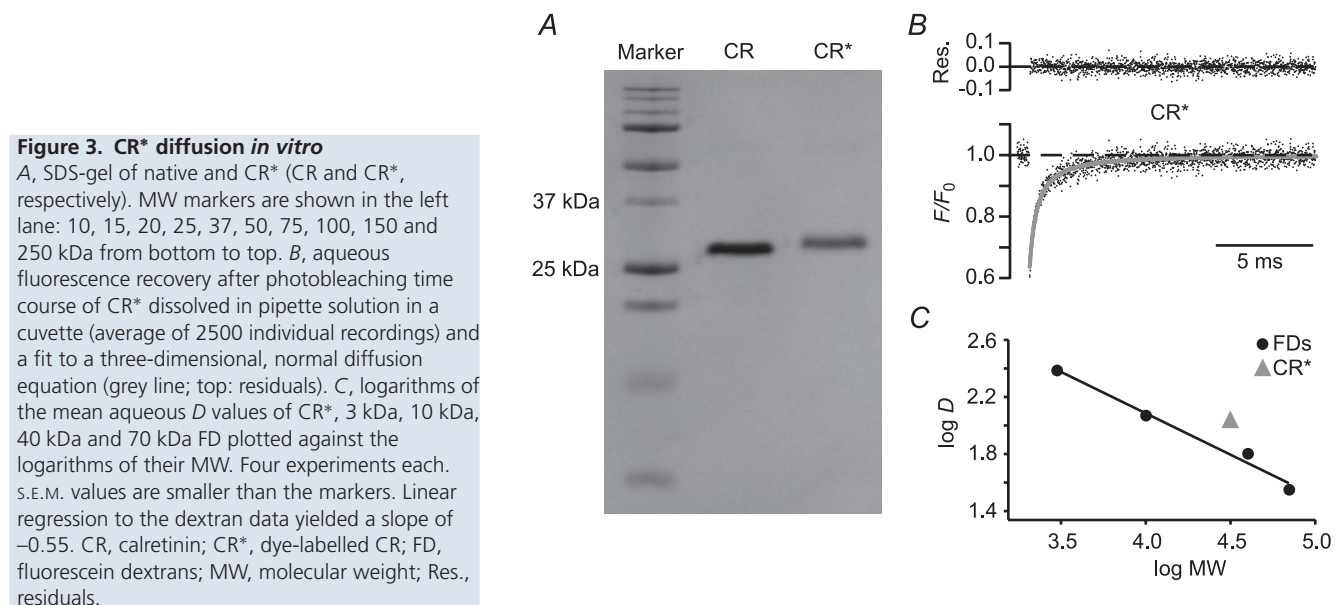 Figure 3. CR* diffusion in vitro
A, SDS-gel of native and CR* (CR and CR*,
respectively). MW markers are shown in the left
lane: 10, 15, 20, 25, 37, 50, 75, 100, 150 and
250 kDa from bottom to top. B, aqueous
fluorescence recovery after photobleaching time
course of CR* dissolved in pipette solution in a
cuvette (average of 2500 individual recordings) and
a fit to a three-dimensional, normal diffusion
equation (grey line; top: residuals). C, logarithms of
the mean aqueous D values of CR*, 3 kDa, 10 kDa,
40 kDa and 70 kDa FD plotted against the
logarithms of their MW. Four experiments each.
S.E.M. values are smaller than the markers. Linear
regression to the dextran data yielded a slope of
–0.55. CR, calretinin; CR*, dye-labelled CR; FD,
fluorescein dextrans; MW, molecular weight; Res.,
residuals.
A
Marker CR CR*
37 kDa
25 kDa
B
Res.
0.1
0.0
-0.1
CR*
F/F0
1.0
0.8
0.6
5 ms
C
log D
2.6
2.2
1.8
1.4
FDs
CR*
3.5 4.0 4.5 5.0
log MW